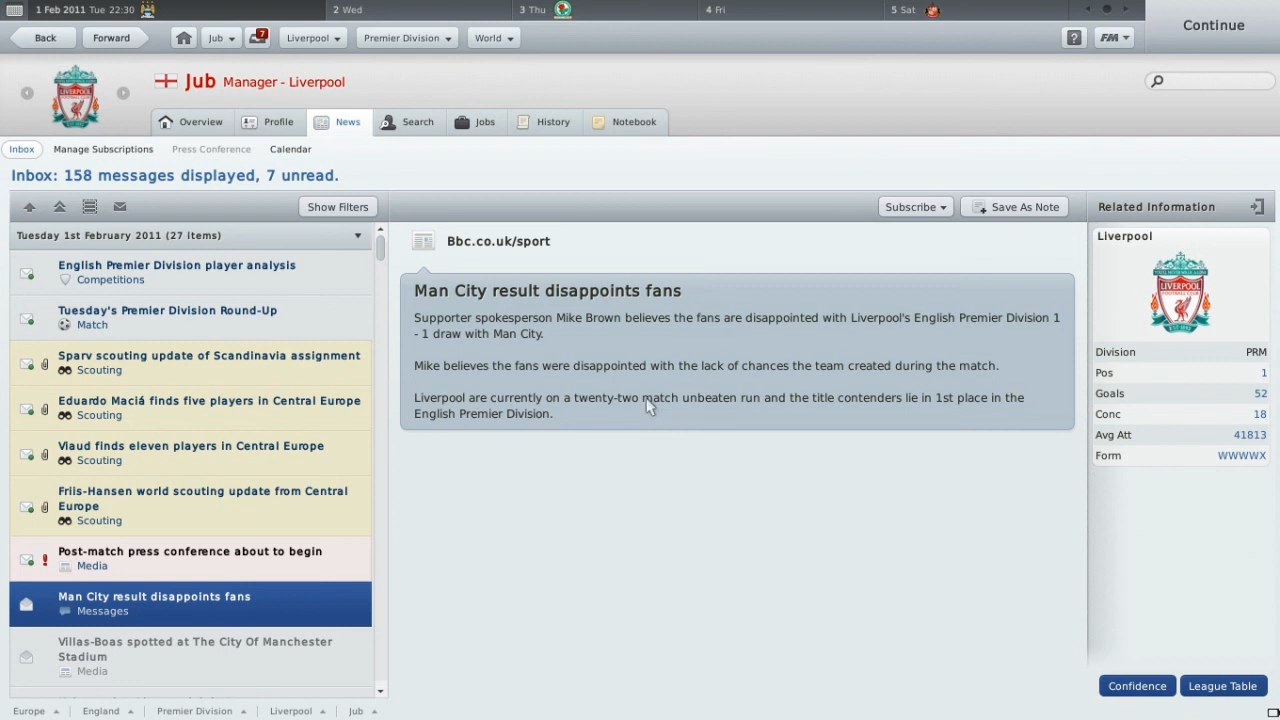 1 Feb 2011 Tue 22:30
2 Wed
3 Thu
4 Fri
5 Sat
Continue
Back
Forward
Jub
7
Liverpool
Premier Division
World
?
FM
Jub Manager - Liverpool
Overview
Profile
News
Search
Jobs
History
Notebook
Inbox
Manage Subscriptions
Press Conference
Calendar
Inbox: 158 messages displayed, 7 unread.
Show Filters
Subscribe
Save As Note
Related Information
Tuesday 1st February 2011 (27 items)
English Premier Division player analysis
Competitions
Tuesday's Premier Division Round-Up
Match
Sparv scouting update of Scandinavia assignment
Scouting
Eduardo Maciá finds five players in Central Europe
Scouting
Viaud finds eleven players in Central Europe
Scouting
Friis-Hansen world scouting update from Central
Europe
Scouting
Post-match press conference about to begin
Media
Man City result disappoints fans
Messages
Villas-Boas spotted at The City Of Manchester
Stadium
Media
Bbc.co.uk/sport
Man City result disappoints fans
Supporter spokesperson Mike Brown believes the fans are disappointed with Liverpool's English Premier Division 1
- 1 draw with Man City.
Mike believes the fans were disappointed with the lack of chances the team created during the match.
Liverpool are currently on a twenty-two match unbeaten run and the title contenders lie in 1st place in the
English Premier Division.
Liverpool
Division PRM
Pos 1
Goals 52
Conc 18
Avg Att 41813
Form WWWWX
Confidence
League Table
Europe
England
Premier Division
Liverpool
Jub